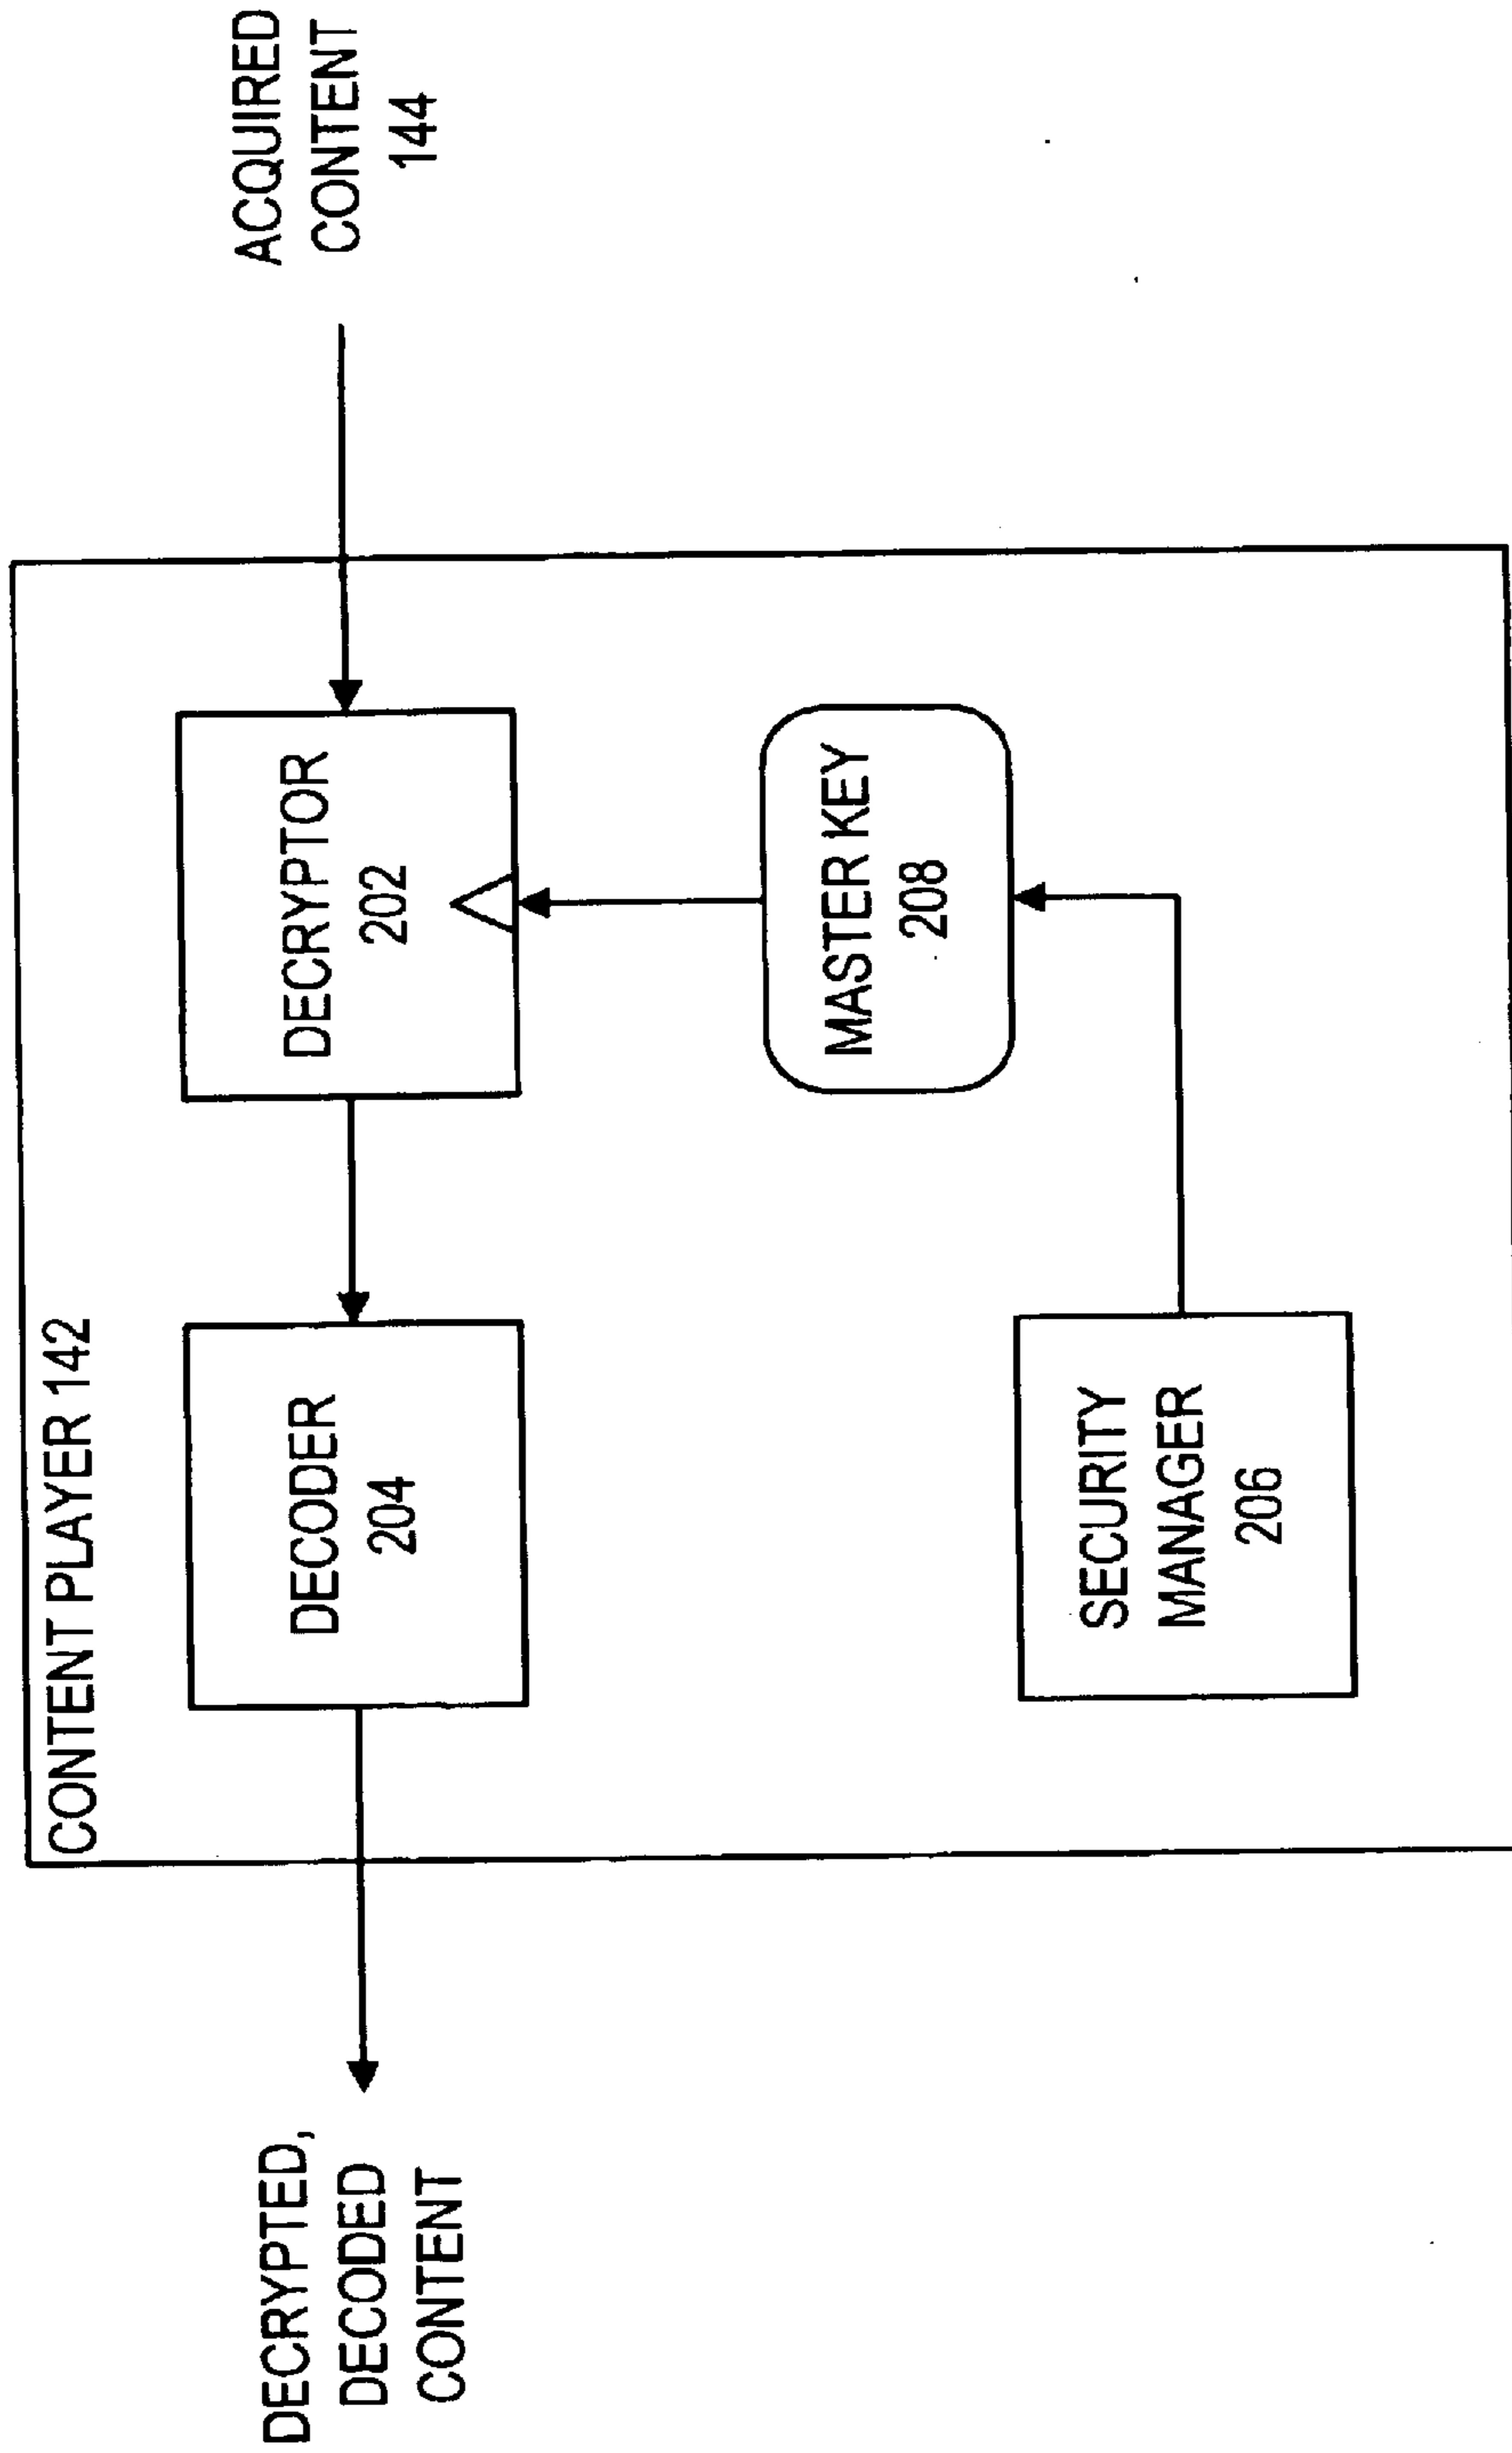 CONTENT PLAYER 142
DECRYPTED,
DECODED
CONTENT
DECODER
204
DECRYPTOR
202
ACQUIRED
CONTENT
144
MASTER KEY
208
SECURITY
MANAGER
206